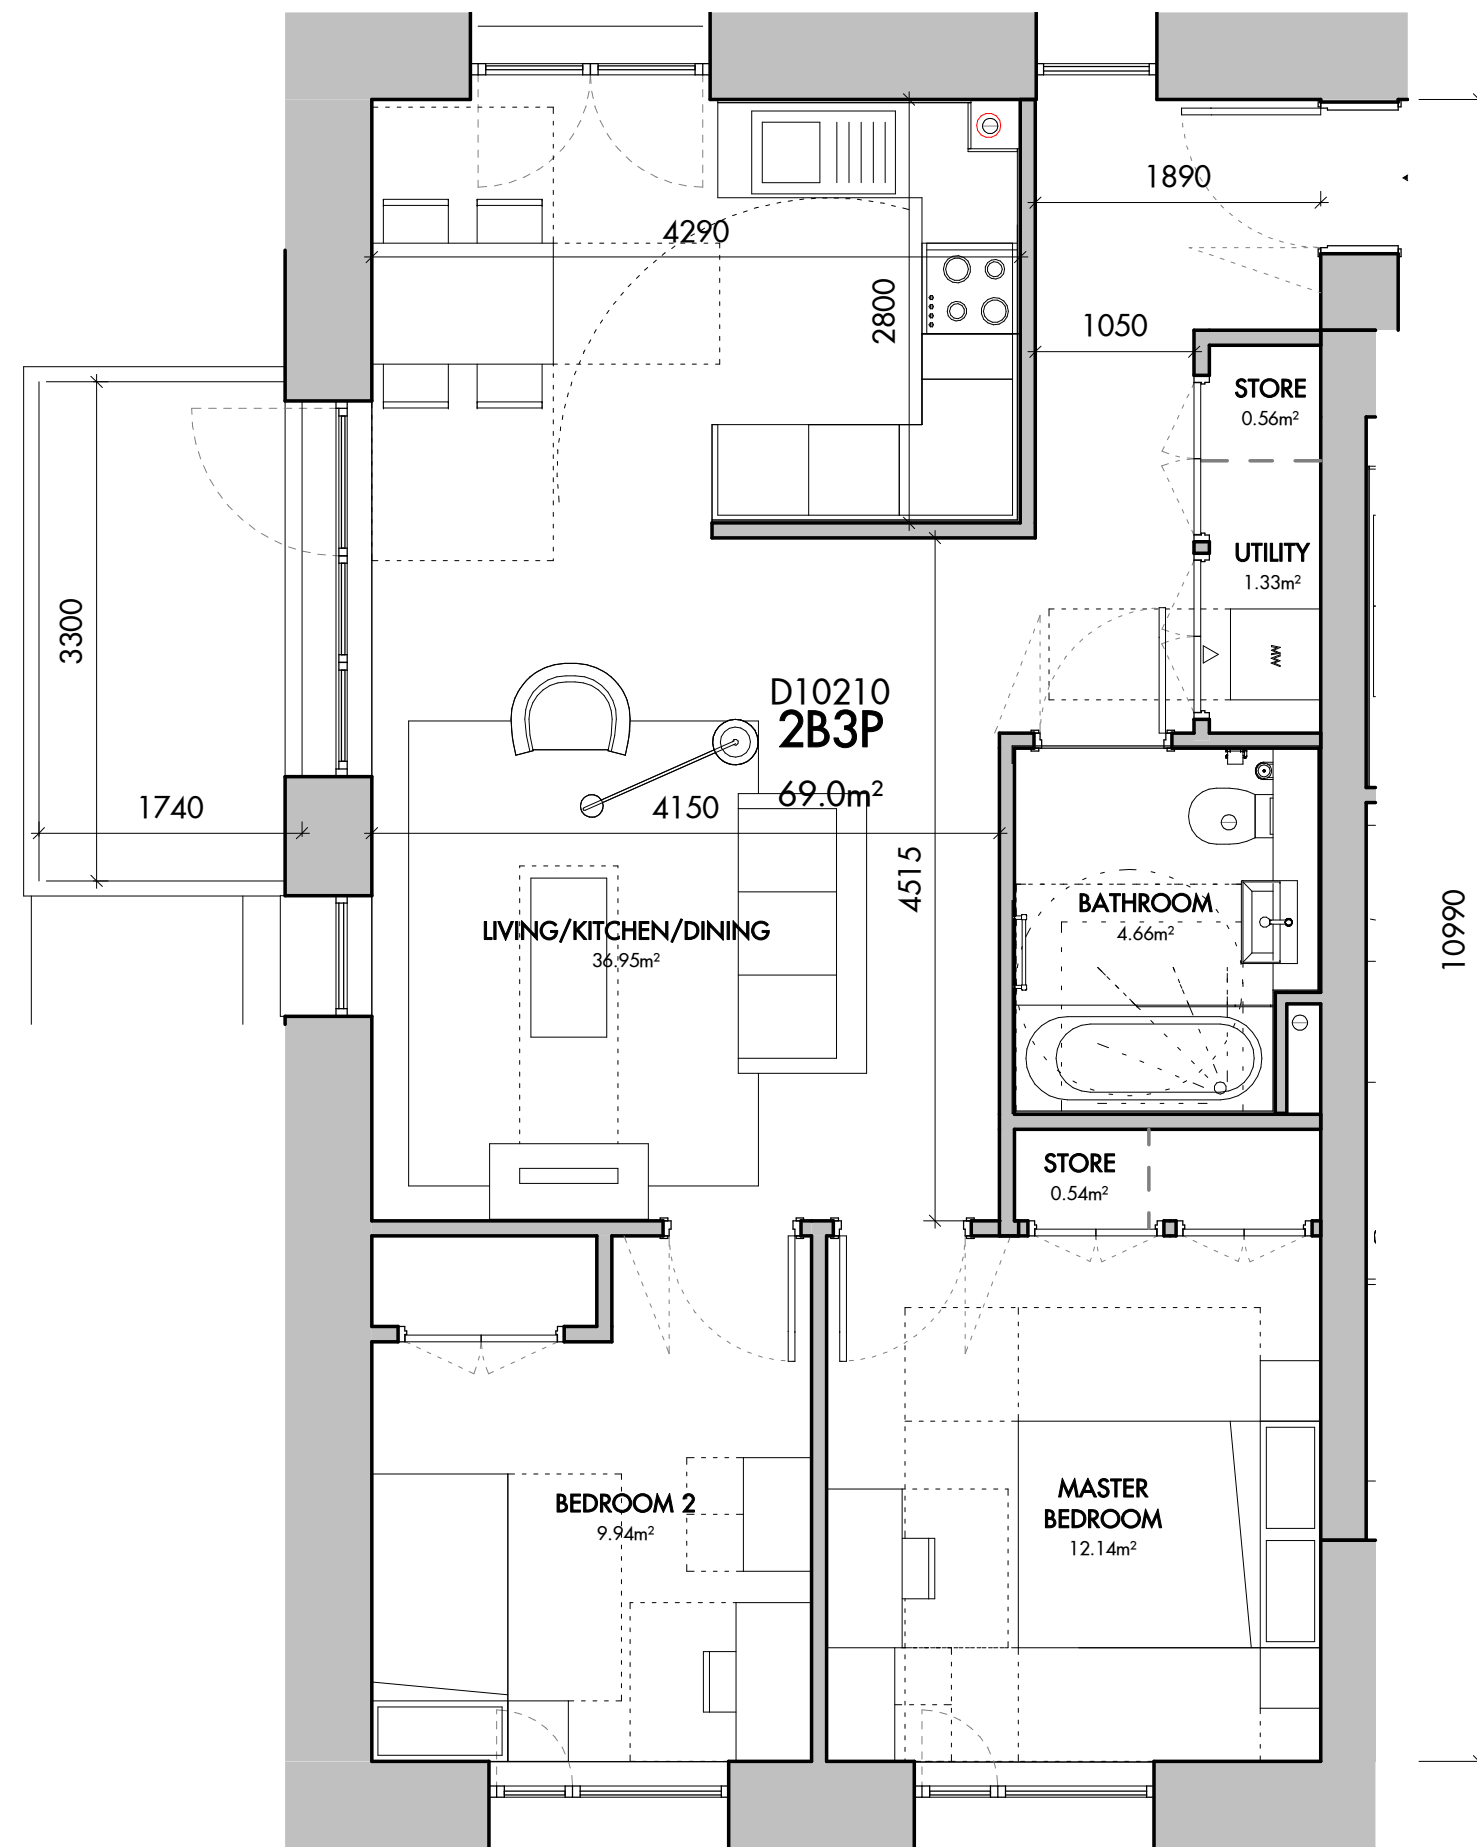 1890
4290
2800
1050
STORE
0.56m²
UTILITY
1.33m²
3300
MW
D10210
2B3P
69.0m²
1740
4150
4515
BATHROOM
4.66m²
10990
LIVING/KITCHEN/DINING
36.95m²
STORE
0.54m²
BEDROOM 2
9.94m²
MASTER
BEDROOM
12.14m²